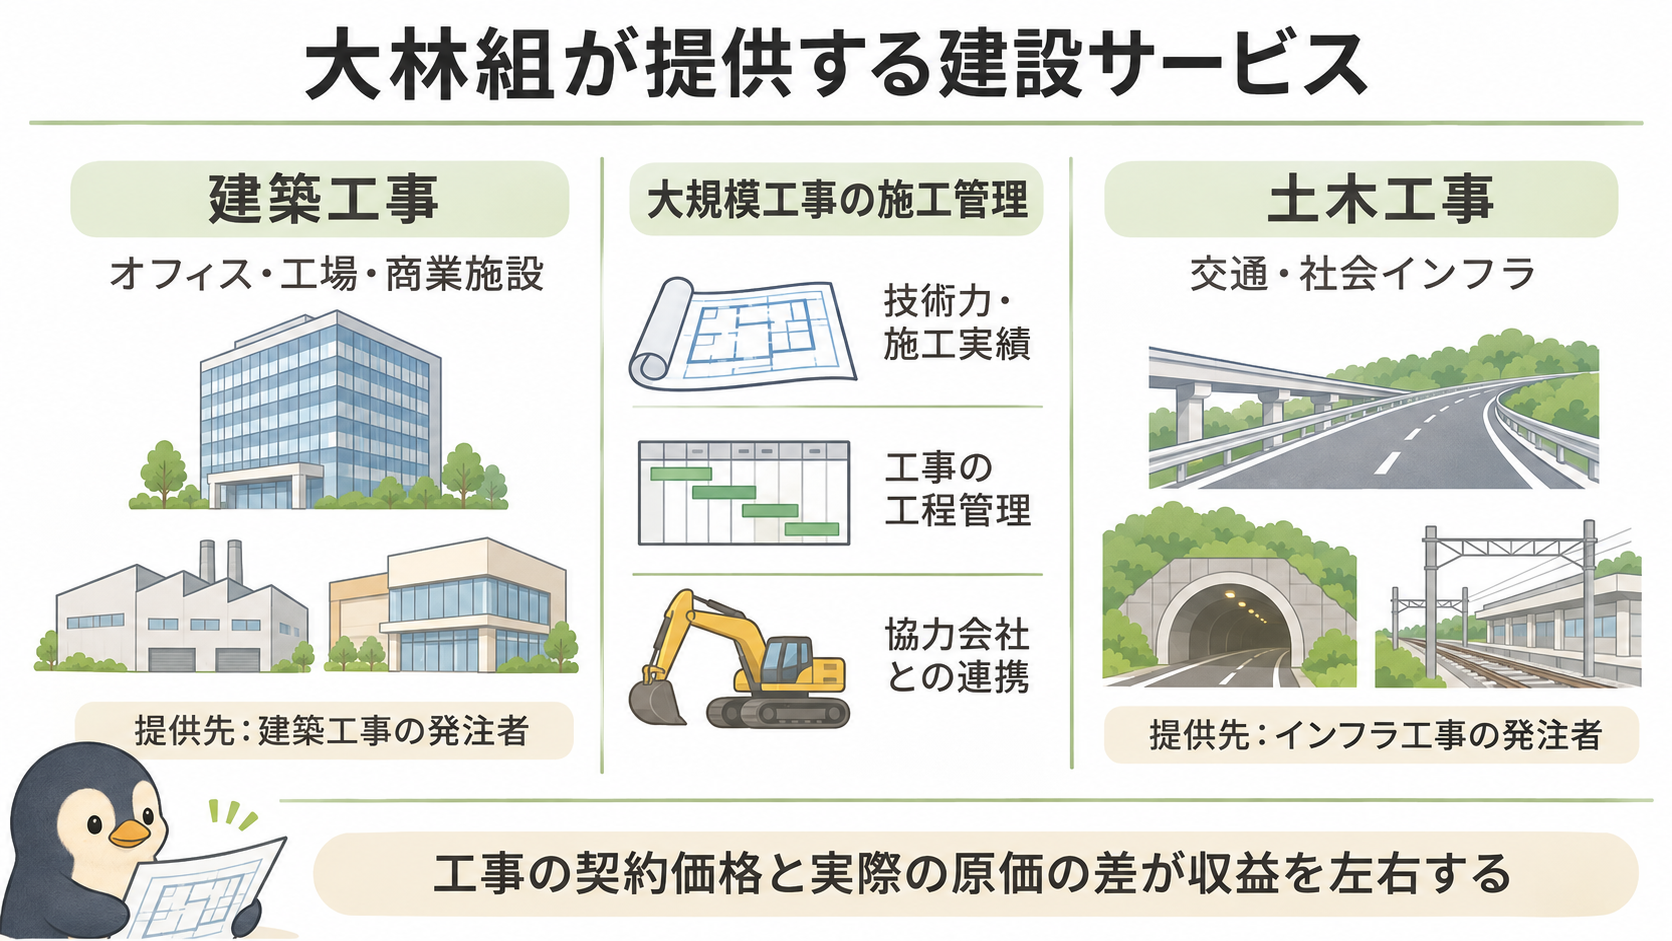 大林組が提供する建設サービス
建築工事
オフィス・工場・商業施設
提供先：建築工事の発注者
大規模工事の施工管理
技術力・
施工実績
工事の
工程管理
協力会社
との連携
土木工事
交通・社会インフラ
提供先：インフラ工事の発注者
工事の契約価格と実際の原価の差が収益を左右する